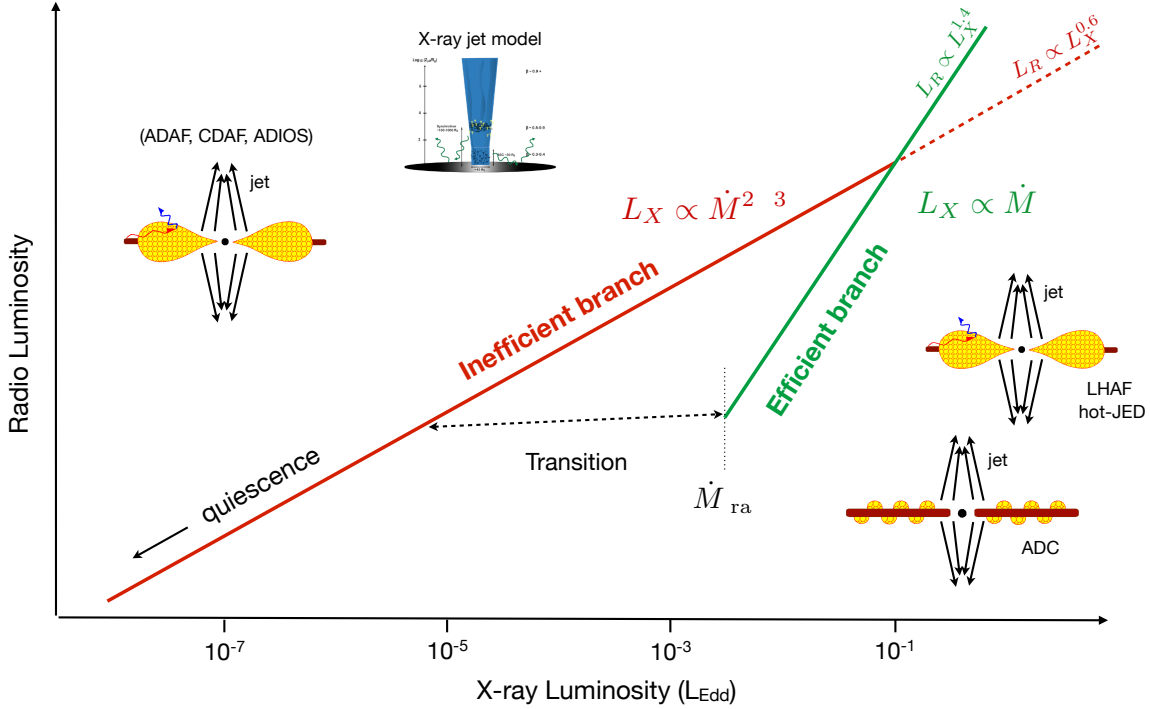 X-ray jet model
(ADAF, CDAF, ADIOS)
jet
L_R ∝ L_X^1.4
L_R ∝ L_X^0.6
L_X ∝ Ṁ^2 3
L_X ∝ Ṁ
Inefficient branch
Efficient branch
jet
LHAF
hot-JED
Transition
quiescence
Ṁ ra
jet
ADC
Radio Luminosity
10-7
10-5
10-3
10-1
X-ray Luminosity (LEdd)